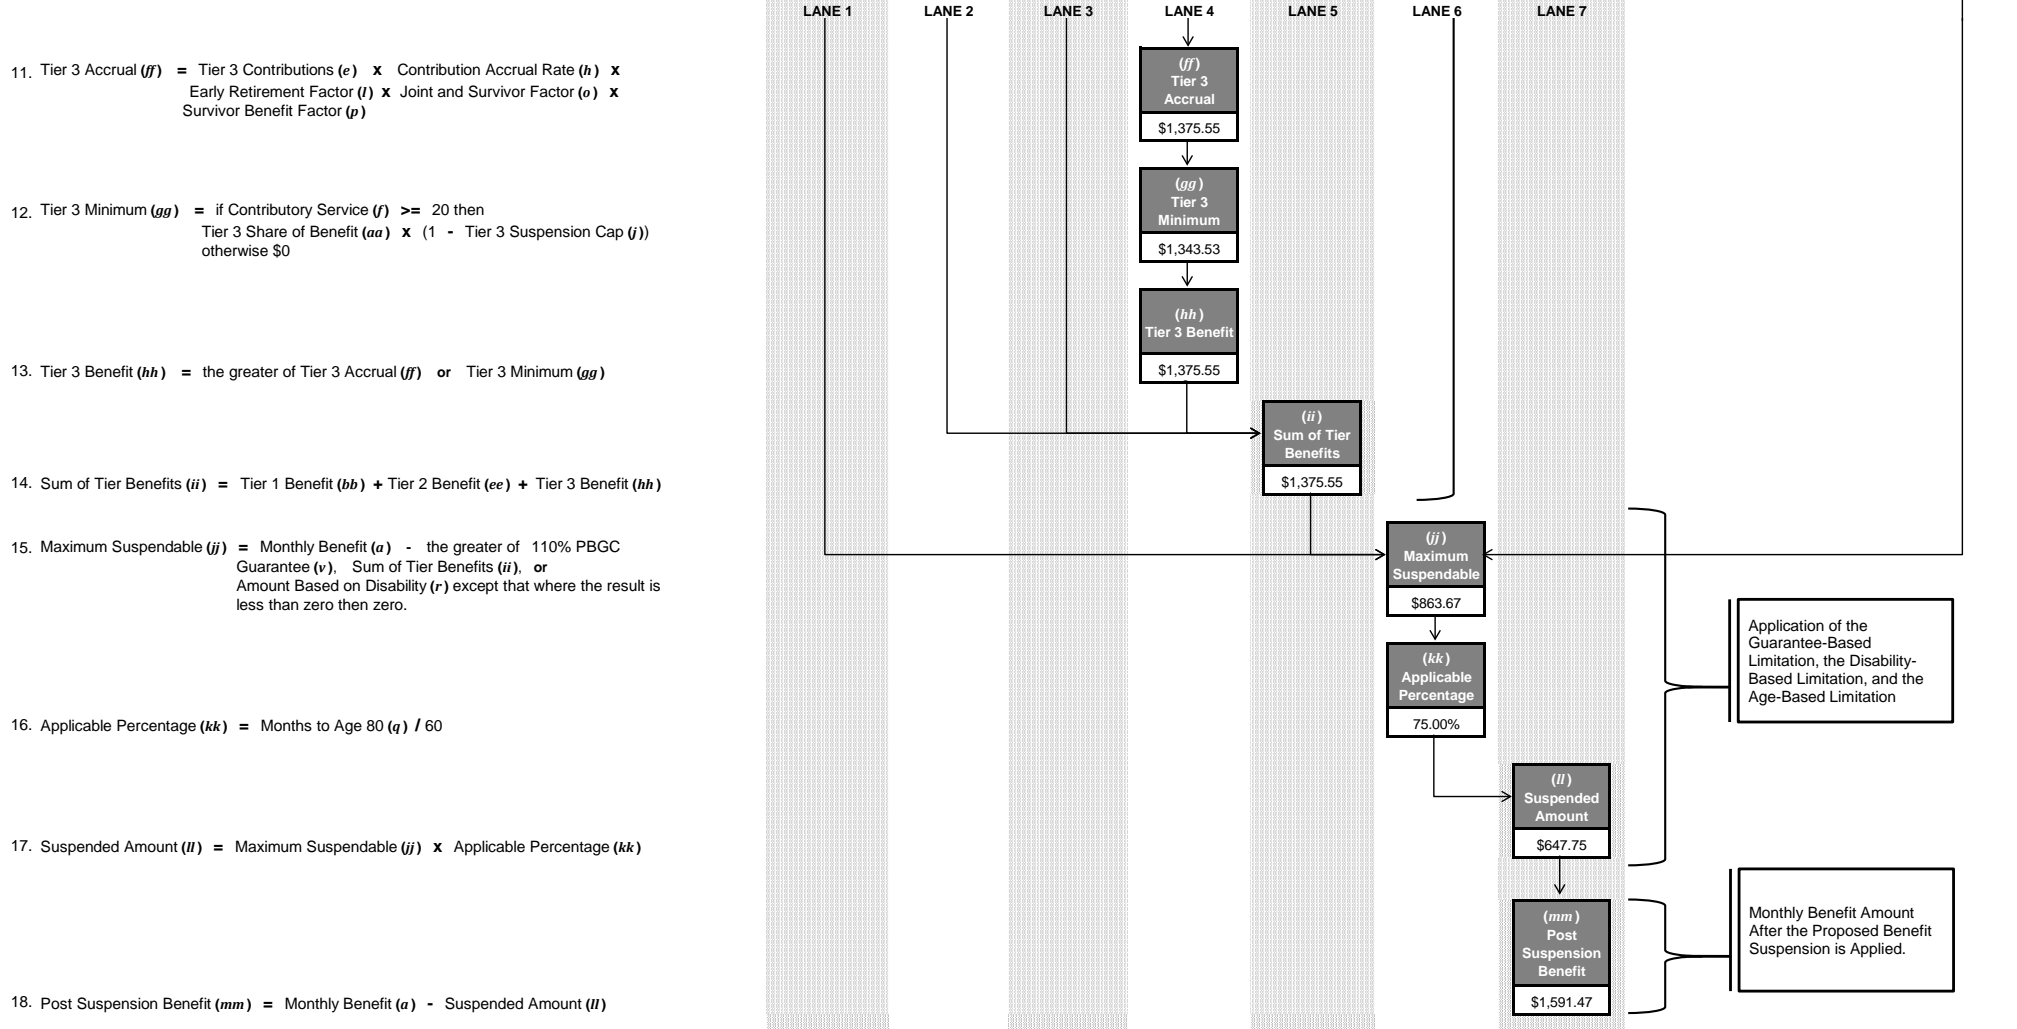 LANE 1 LANE 2 LANE 3 LANE 4 LANE 5 LANE 6 LANE 7
11. Tier 3 Accrual (ff) = Tier 3 Contributions (e) x Contribution Accrual Rate (h) x
Early Retirement Factor (l) x Joint and Survivor Factor (o) x
Survivor Benefit Factor (p)
(ff)
Tier 3
Accrual
$1,375.55
12. Tier 3 Minimum (gg) = if Contributory Service (f) >= 20 then
Tier 3 Share of Benefit (aa) x (1 - Tier 3 Suspension Cap (j))
otherwise $0
(gg)
Tier 3
Minimum
$1,343.53
13. Tier 3 Benefit (hh) = the greater of Tier 3 Accrual (ff) or Tier 3 Minimum (gg)
(hh)
Tier 3 Benefit
$1,375.55
14. Sum of Tier Benefits (ii) = Tier 1 Benefit (bb) + Tier 2 Benefit (ee) + Tier 3 Benefit (hh)
(ii)
Sum of Tier
Benefits
$1,375.55
15. Maximum Suspendable (jj) = Monthly Benefit (a) - the greater of 110% PBGC
Guarantee (v), Sum of Tier Benefits (ii), or
Amount Based on Disability (r) except that where the result is
less than zero then zero.
(jj)
Maximum
Suspendable
$863.67
16. Applicable Percentage (kk) = Months to Age 80 (q) / 60
(kk)
Applicable
Percentage
75.00%
Application of the
Guarantee-Based
Limitation, the Disability-
Based Limitation, and the
Age-Based Limitation
17. Suspended Amount (ll) = Maximum Suspendable (jj) x Applicable Percentage (kk)
(ll)
Suspended
Amount
$647.75
18. Post Suspension Benefit (mm) = Monthly Benefit (a) - Suspended Amount (ll)
(mm)
Post
Suspension
Benefit
$1,591.47
Monthly Benefit Amount
After the Proposed Benefit
Suspension is Applied.